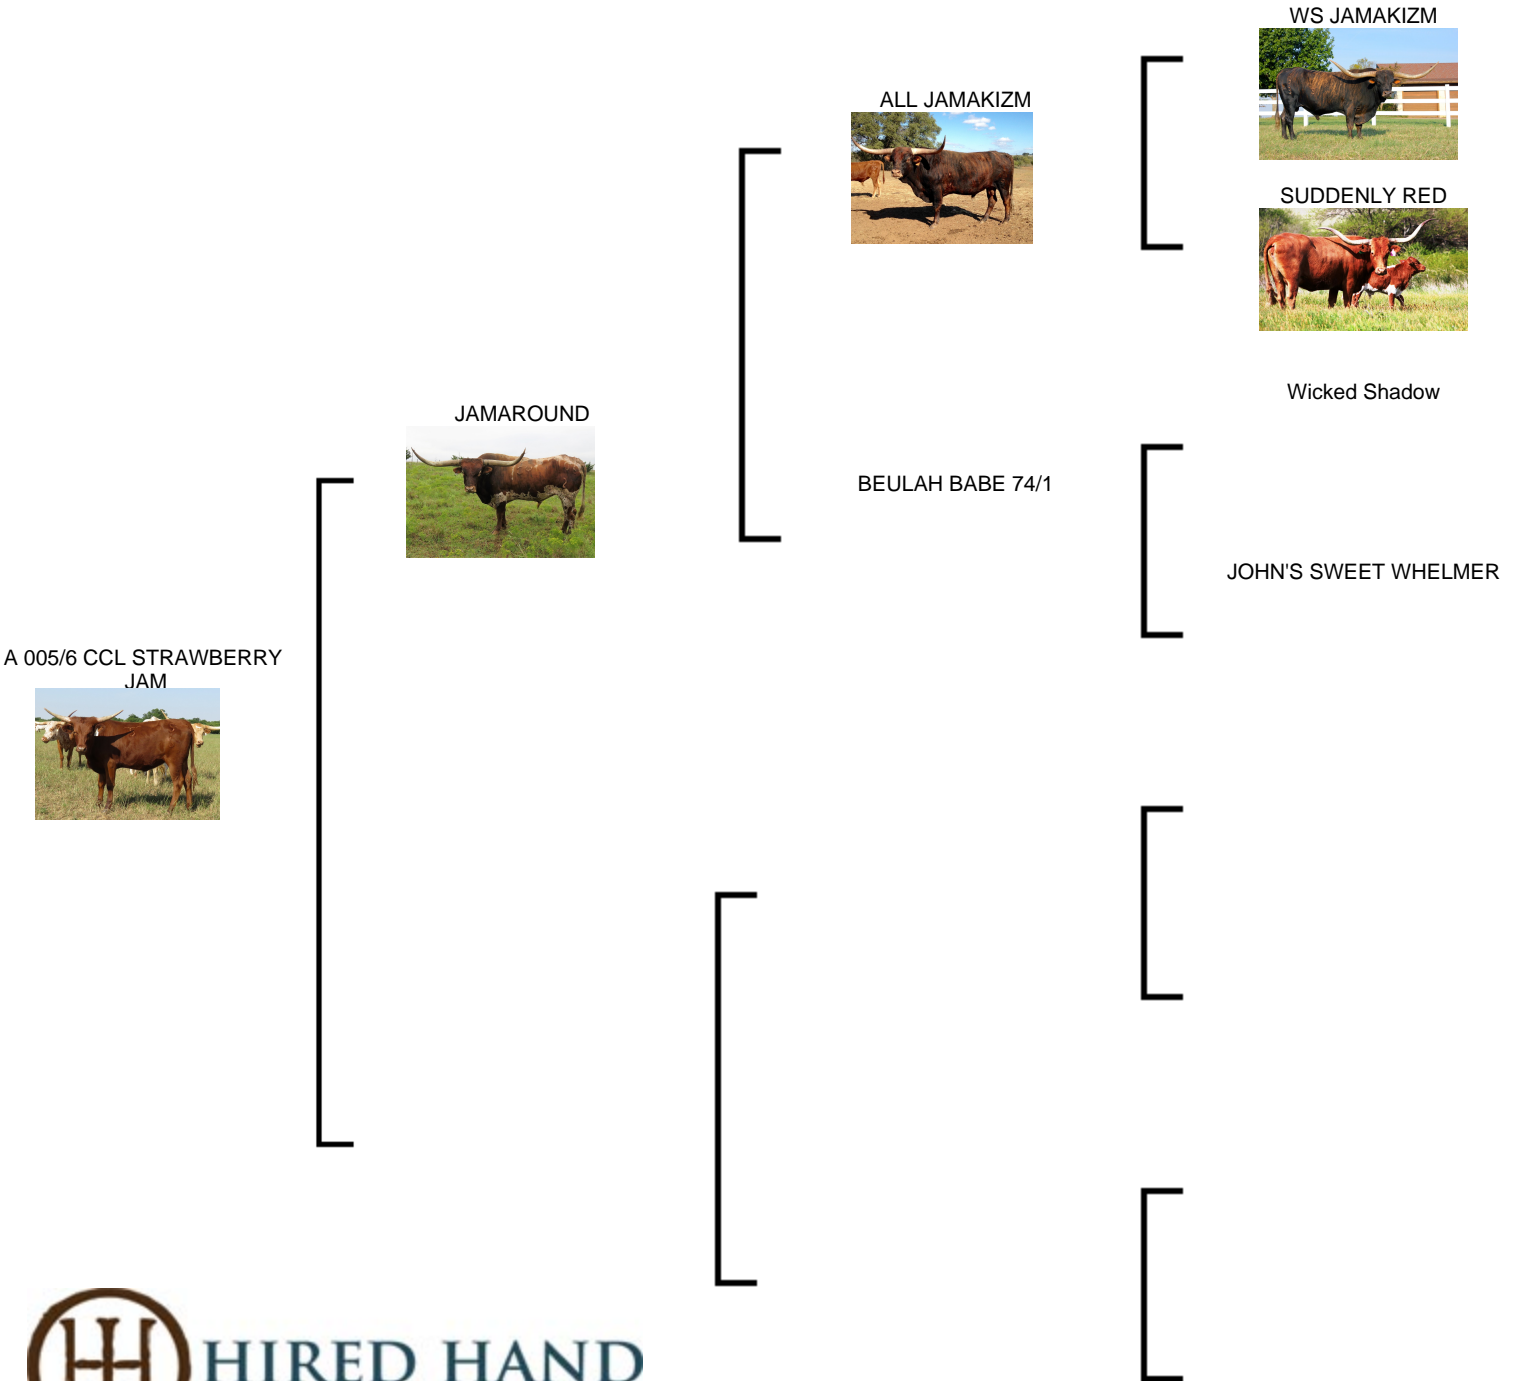 WS JAMAKIZM
ALL JAMAKIZM
SUDDENLY RED
Wicked Shadow
JAMAROUND
BEULAH BABE 74/1
JOHN'S SWEET WHELMER
A 005/6 CCL STRAWBERRY
JAM
HIRED HAND